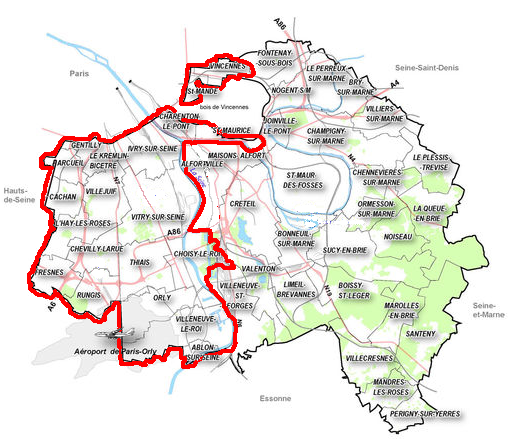 A86
FONTENAY
-SOUS-BOIS
VINCENNES
LE PERREUX
-SUR-MARNE
Seine-Saint-Denis
Paris
BRY-
SUR-MARNE
A4
St-MANDE
NOGENT S/M
bois de Vincennes
VILLIERS
-SUR-MARNE
CHARENTON-
LE-PONT
JOINVILLE-
LE-PONT
St-MAURICE
CHAMPIGNY
-SUR-MARNE
GENTILLY
IVRY-SUR-SEINE
LE KREMLIN-
BICETRE
ARCUEIL
MAISONS ALFORT
ALFORTVILLE
N4
LE PLESSIS
-TREVISE
Hauts-
de-Seine
N7
St-MAUR
DES FOSSES
CHENNEVIERES
-SUR-MARNE
VILLEJUIF
CACHAN
CRETEIL
ORMESSON
-SUR-MARNE
LA QUEUE
EN-BRIE
VITRY-SUR-SEINE
L'HAY-LES-ROSES
A86
BONNEUIL
-SUR-MARNE
NOISEAU
CHEVILLY-LARUE
CHOISY-LE-ROI
SUCY-EN-BRIE
THIAIS
FRESNES
VALENTON
VILLENEUVE
-ST-
FORGES
LIMEIL-
BREVANNES
BOISSY
ST-LEGER
RUNGIS
ORLY
N19
A6
MAROLLES
-EN-BRIE
Seine-
et-Marne
VILLENEUVE-
LE-ROI
N6
SANTENY
Aéroport de Paris-Orly
ABLON
-SUR-SEINE
VILLECRESNES
MANDRES
-LES-ROSES
Essonne
PERIGNY-SUR-YERRES